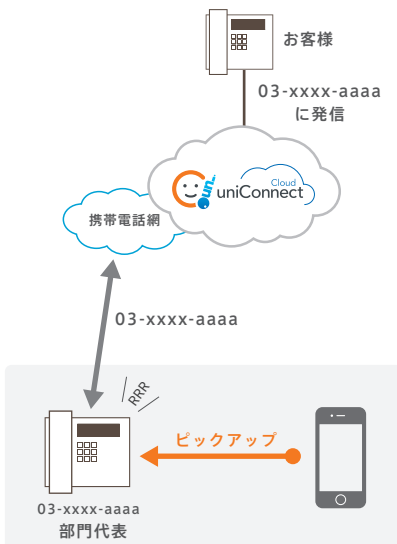 お客様
03-xxxx-aaaa
に発信
uni
Cloud
uniConnect
携帯電話網
03-xxxx-aaaa
RRR
ピックアップ
03-xxxx-aaaa
部門代表